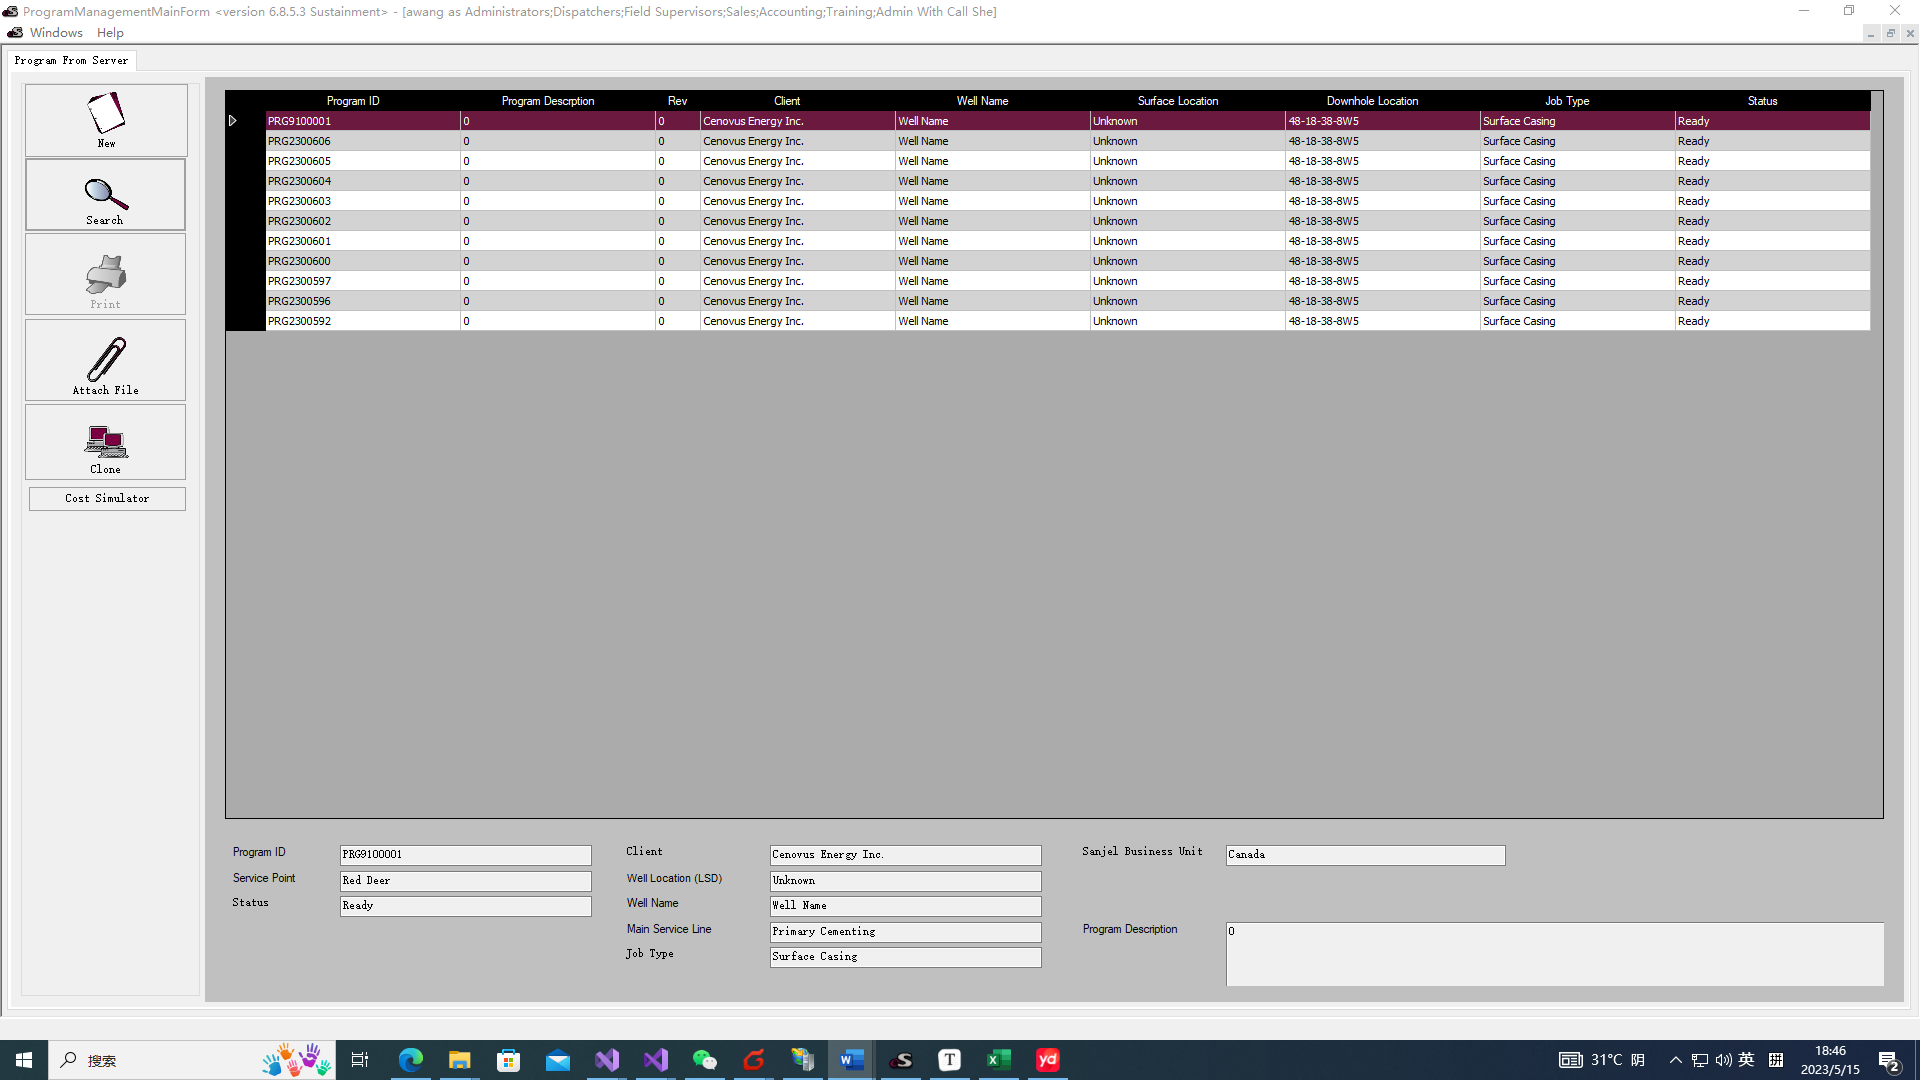 ProgramManagementMainForm <version 6.8.5.3 Sustainment> - [awang as Administrators;Dispatchers;Field Supervisors;Sales;Accounting;Training;Admin With Call She]
Windows Help
Program From Server
New
Search
Print
Attach File
Clone
Cost Simulator
Program ID Program Descrption Rev Client Well Name Surface Location Downhole Location Job Type Status
PRG9100001 0 0 Cenovus Energy Inc. Well Name Unknown 48-18-38-8W5 Surface Casing Ready
PRG2300606 0 0 Cenovus Energy Inc. Well Name Unknown 48-18-38-8W5 Surface Casing Ready
PRG2300605 0 0 Cenovus Energy Inc. Well Name Unknown 48-18-38-8W5 Surface Casing Ready
PRG2300604 0 0 Cenovus Energy Inc. Well Name Unknown 48-18-38-8W5 Surface Casing Ready
PRG2300603 0 0 Cenovus Energy Inc. Well Name Unknown 48-18-38-8W5 Surface Casing Ready
PRG2300602 0 0 Cenovus Energy Inc. Well Name Unknown 48-18-38-8W5 Surface Casing Ready
PRG2300601 0 0 Cenovus Energy Inc. Well Name Unknown 48-18-38-8W5 Surface Casing Ready
PRG2300600 0 0 Cenovus Energy Inc. Well Name Unknown 48-18-38-8W5 Surface Casing Ready
PRG2300597 0 0 Cenovus Energy Inc. Well Name Unknown 48-18-38-8W5 Surface Casing Ready
PRG2300596 0 0 Cenovus Energy Inc. Well Name Unknown 48-18-38-8W5 Surface Casing Ready
PRG2300592 0 0 Cenovus Energy Inc. Well Name Unknown 48-18-38-8W5 Surface Casing Ready
Program ID PRG9100001 Client Cenovus Energy Inc. Sanjel Business Unit Canada
Service Point Red Deer Well Location (LSD) Unknown
Status Ready Well Name Well Name
Main Service Line Primary Cementing Program Description 0
Job Type Surface Casing
搜索 W S T X yd 31°C 阴 英 拼 18:46
2023/5/15 2